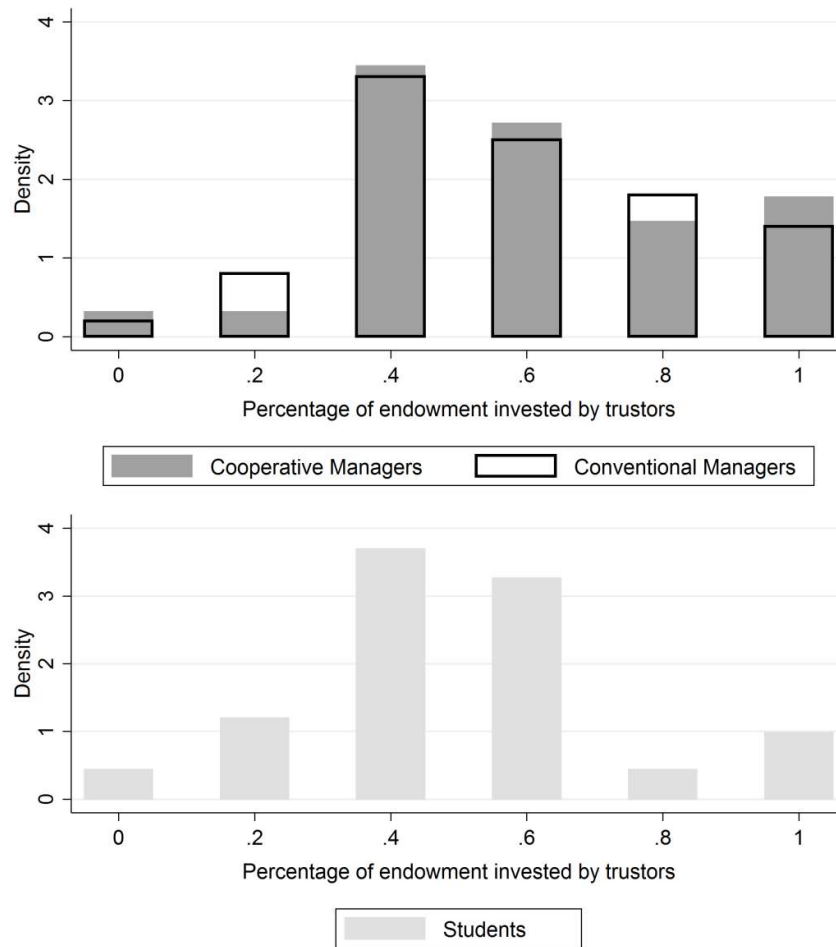 4
3
2
1
0
Density
0 .2 .4 .6 .8 1
Percentage of endowment invested by trustors
Cooperative Managers Conventional Managers
4
3
2
1
0
Density
0 .2 .4 .6 .8 1
Percentage of endowment invested by trustors
Students